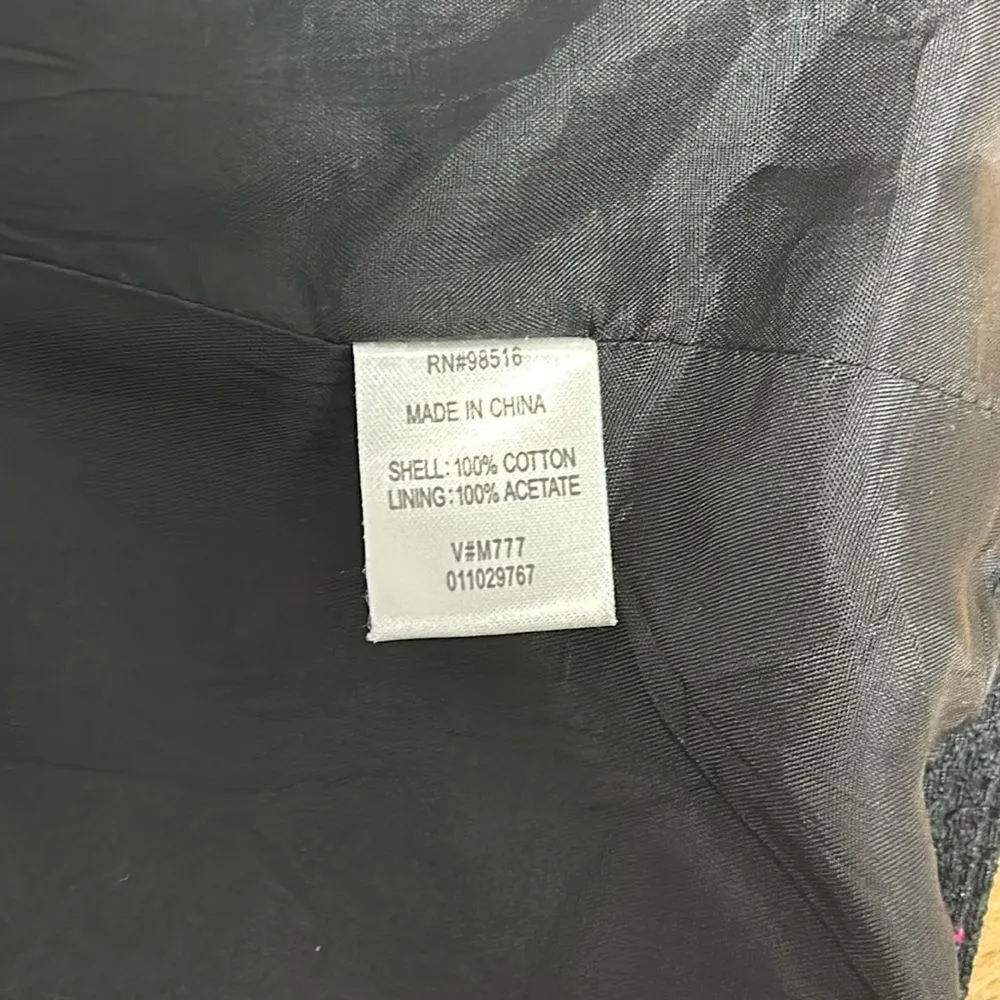 RN#98516
MADE IN CHINA
SHELL: 100% COTTON
LINING: 100% ACETATE
V#M777
011029767